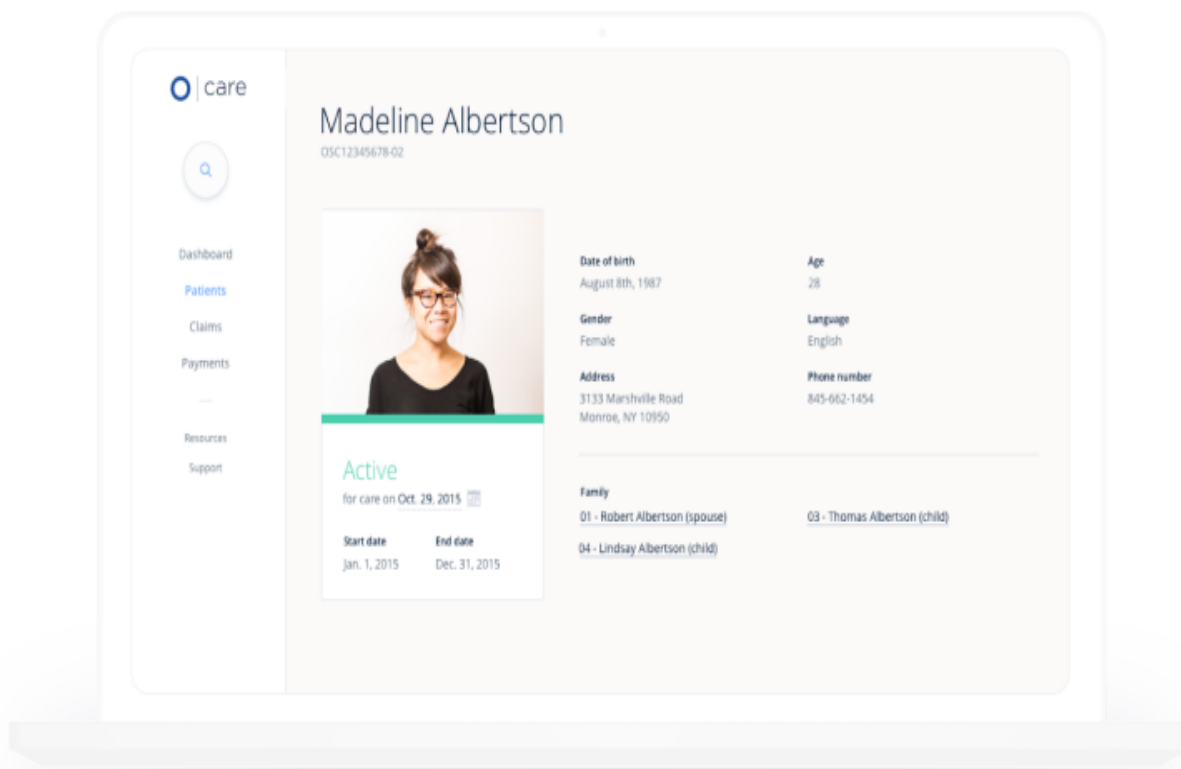 O | care
Dashboard
Patients
Claims
Payments
Resources
Support
Madeline Albertson
OSC12345678-02
Active
for care on Oct. 29, 2015
Start date End date
Jan. 1, 2015 Dec. 31, 2015
Date of birth Age
August 8th, 1987 28
Gender Language
Female English
Address Phone number
3133 Marshville Road 845-662-1454
Monroe, NY 10950
Family
01 - Robert Albertson (spouse) 03 - Thomas Albertson (child)
04 - Lindsay Albertson (child)